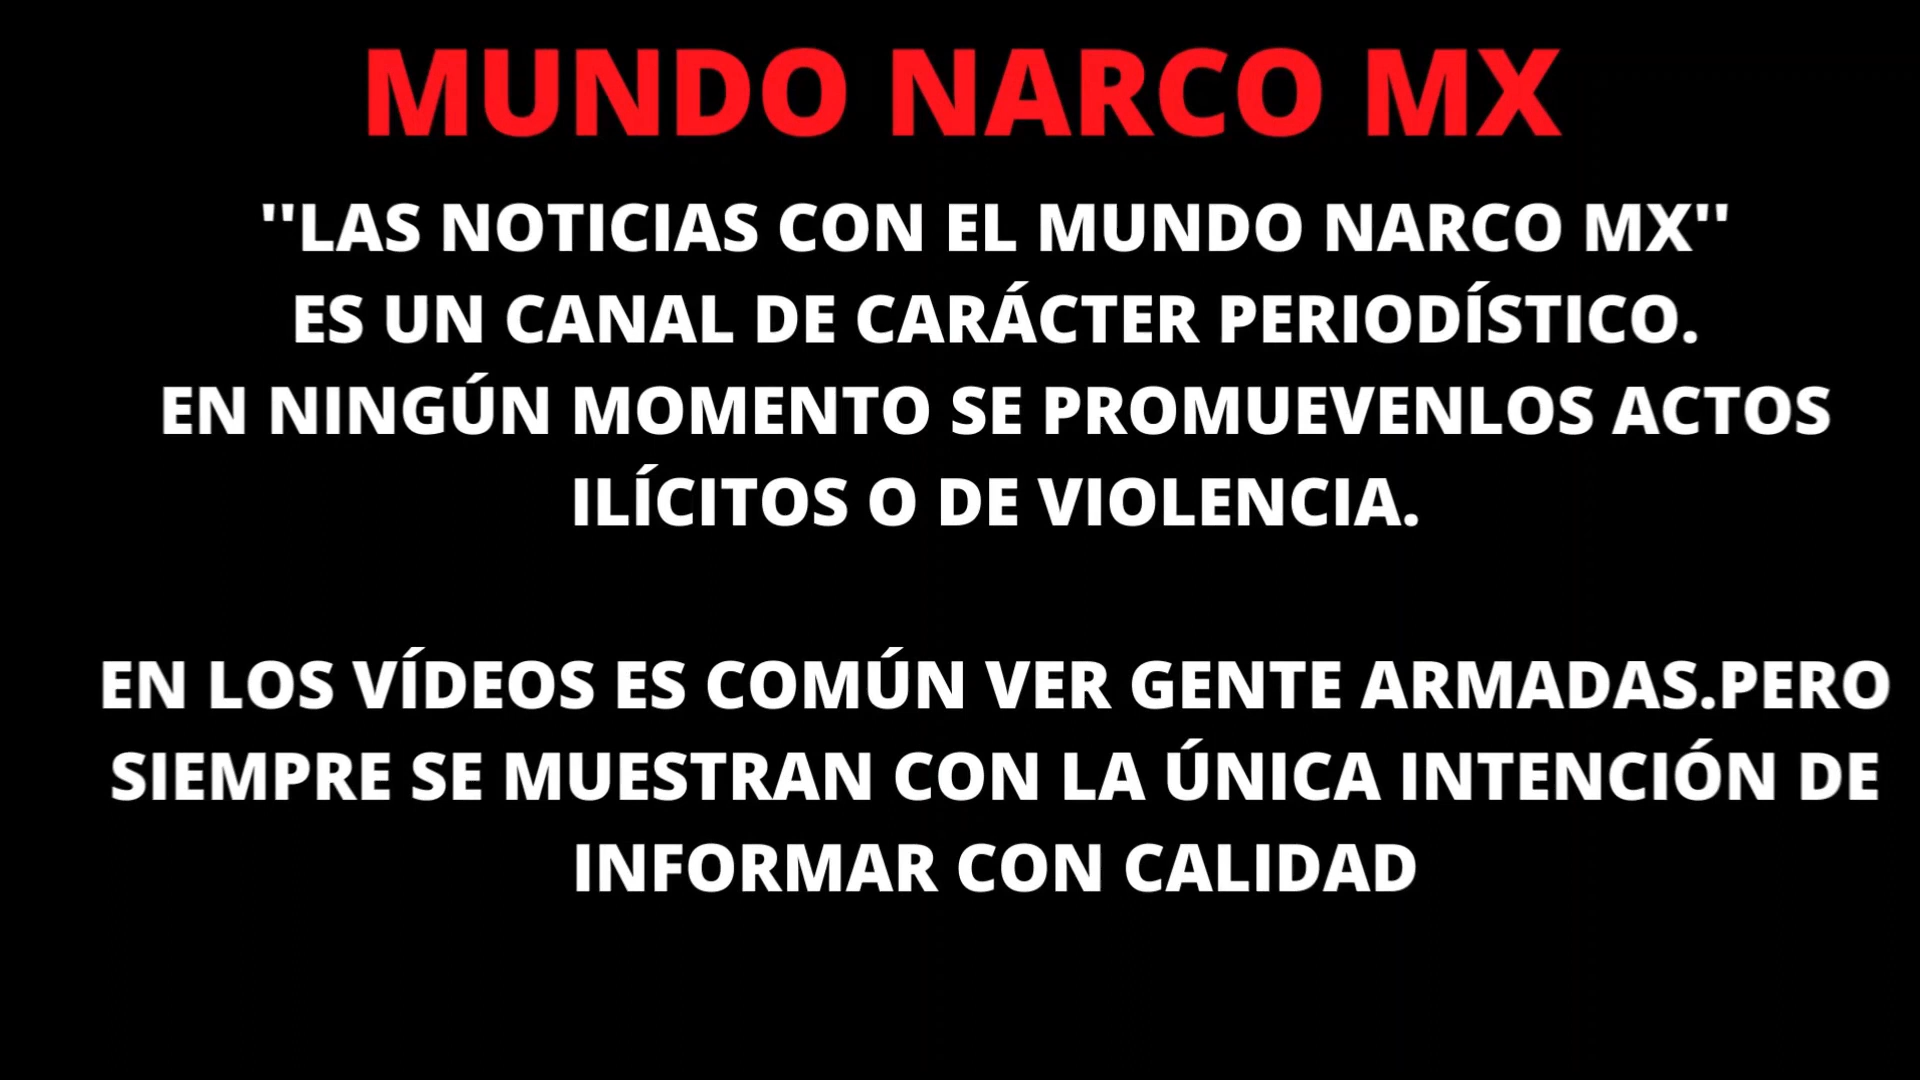 MUNDO NARCO MX
"LAS NOTICIAS CON EL MUNDO NARCO MX"
ES UN CANAL DE CARÁCTER PERIODÍSTICO.
EN NINGÚN MOMENTO SE PROMUEVENLOS ACTOS
ILÍCITOS O DE VIOLENCIA.
EN LOS VÍDEOS ES COMÚN VER GENTE ARMADAS.PERO
SIEMPRE SE MUESTRAN CON LA ÚNICA INTENCIÓN DE
INFORMAR CON CALIDAD